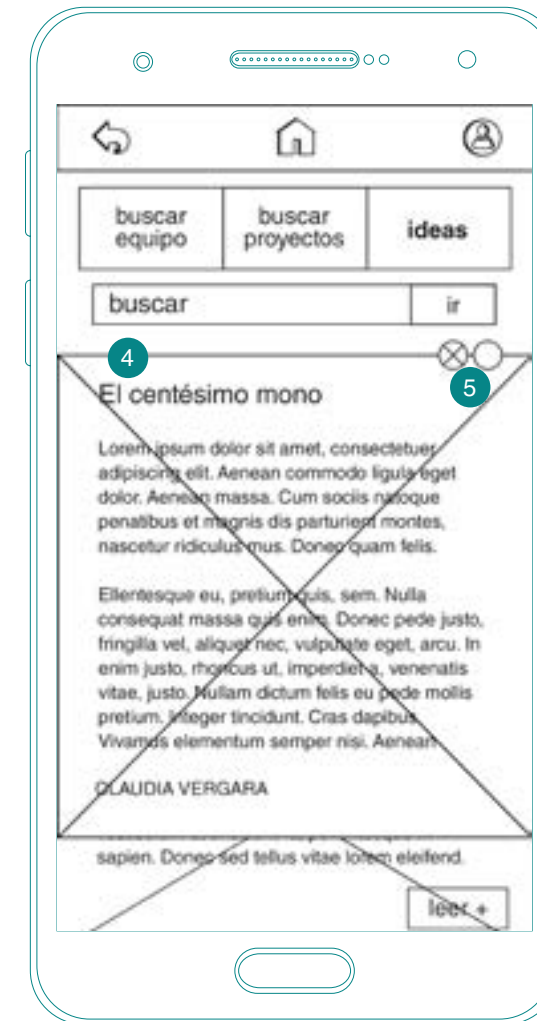 buscar equipo
buscar proyectos
ideas
buscar
ir
4
5
El centésimo mono
Lorem ipsum dolor sit amet, consectetuer
adipiscing elit. Aenean commodo ligula eget
dolor. Aenean massa. Cum sociis natoque
penatibus et magnis dis parturient montes,
nascetur ridiculus mus. Donec quam felis.
Ellentesque eu, pretium quis, sem. Nulla
consequat massa quis enim. Donec pede justo,
fringilla vel, aliquet nec, vulputate eget, arcu. In
enim justo, rhoncus ut, imperdiet a, venenatis
vitae, justo. Nullam dictum felis eu pede mollis
pretium. Integer tincidunt. Cras dapibus.
Vivamus elementum semper nisi. Aenean
CLAUDIA VERGARA
sapien. Donec sed tellus vitae lorem eleifend.
leer +